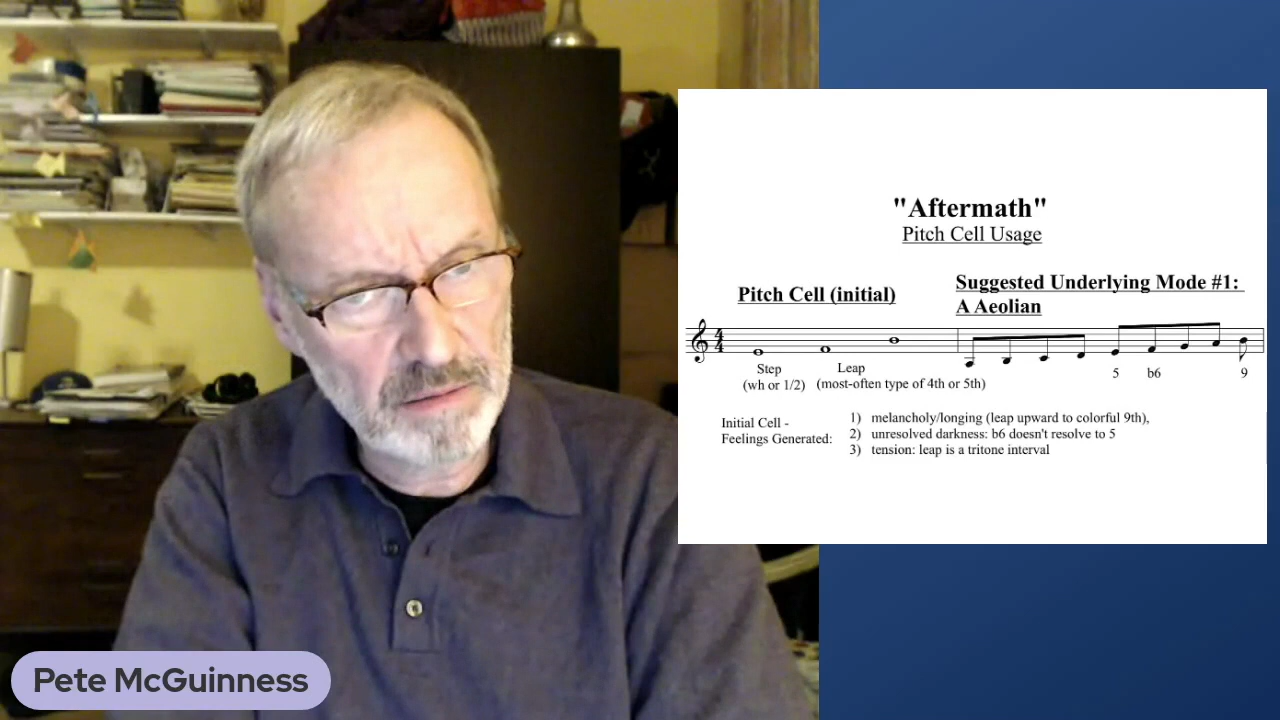 "Aftermath"
Pitch Cell Usage
Pitch Cell (initial)
Suggested Underlying Mode #1:
A Aeolian
4
4
Step
(wh or 1/2)
Leap
(most-often type of 4th or 5th)
5 b6 9
Initial Cell -
Feelings Generated:
1) melancholy/longing (leap upward to colorful 9th),
2) unresolved darkness: b6 doesn't resolve to 5
3) tension: leap is a tritone interval
Pete McGuinness